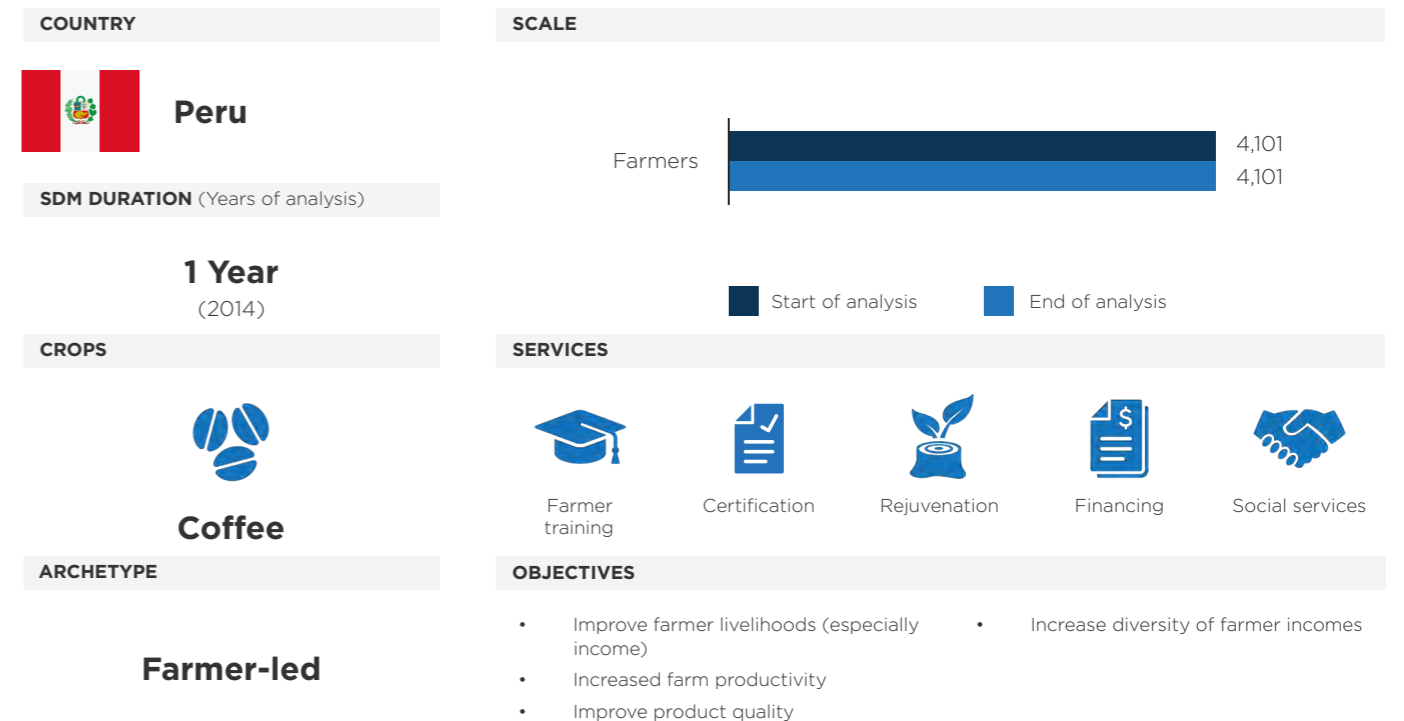 COUNTRY
Peru
SDM DURATION (Years of analysis)
1 Year
(2014)
CROPS
Coffee
ARCHETYPE
Farmer-led
SCALE
Farmers
4,101
4,101
Start of analysis
End of analysis
SERVICES
Farmer
training
Certification
Rejuvenation
$
Financing
Social services
OBJECTIVES
• Improve farmer livelihoods (especially
income)
• Increased farm productivity
• Improve product quality
• Increase diversity of farmer incomes